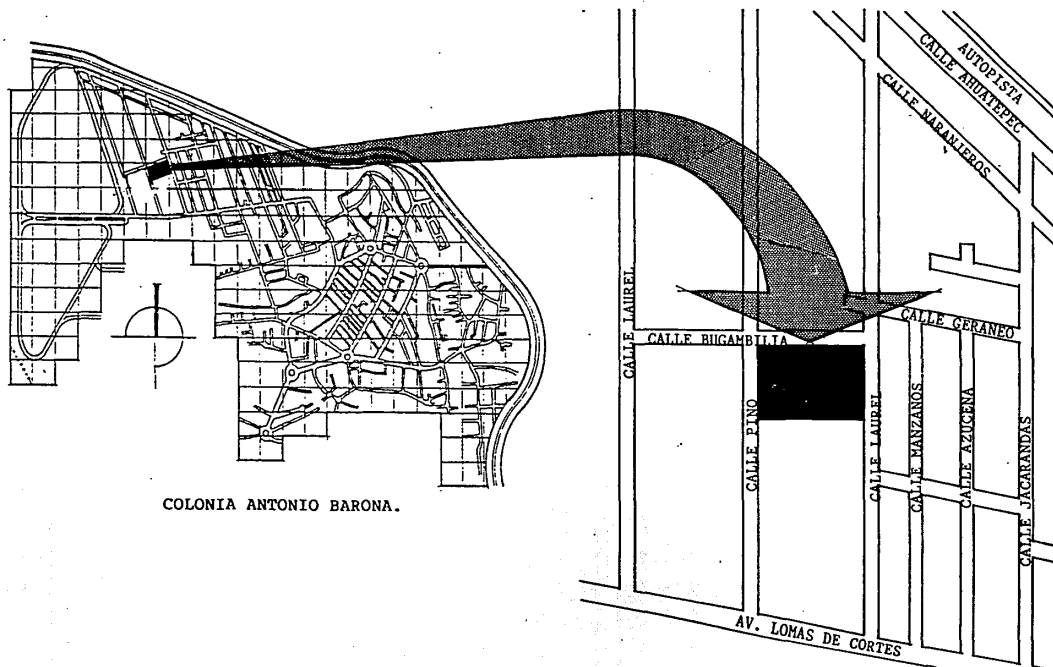 AUTOPISTA
CALLE AHUATEPEC
CALLE NARANJEROS
CALLE LAUREL
CALLE GERANEO
CALLE BUGAMBILIA
CALLE PINO
CALLE LAUREL
CALLE MANZANOS
CALLE AZUCENA
CALLE JACARANDAS
COLONIA ANTONIO BARONA.
AV. LOMAS DE CORTES